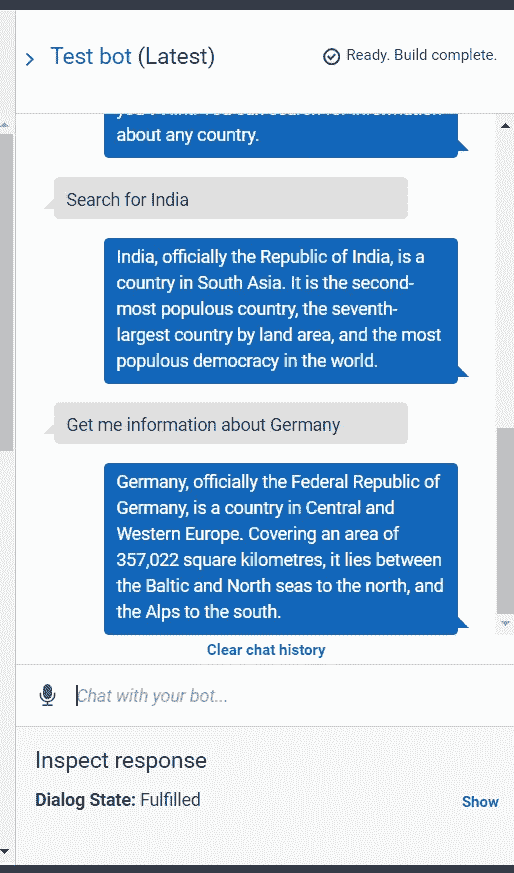 Test bot (Latest)
Ready. Build complete.
about any country.
Search for India
India, officially the Republic of India, is a
country in South Asia. It is the second-
most populous country, the seventh-
largest country by land area, and the most
populous democracy in the world.
Get me information about Germany
Germany, officially the Federal Republic of
Germany, is a country in Central and
Western Europe. Covering an area of
357,022 square kilometres, it lies between
the Baltic and North seas to the north, and
the Alps to the south.
Clear chat history
Chat with your bot...
Inspect response
Dialog State: Fulfilled
Show